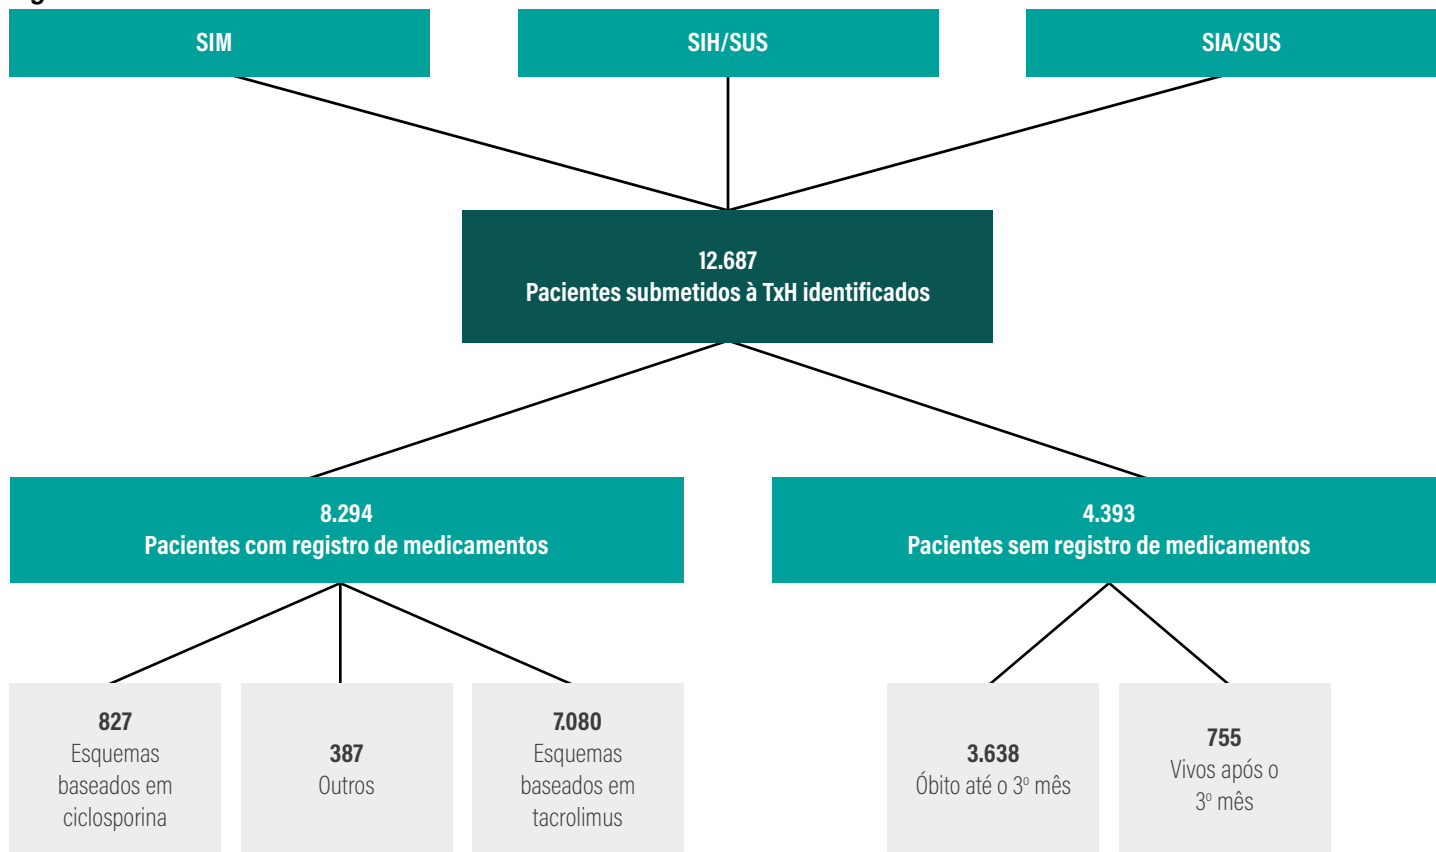 SIM
SIH/SUS
SIA/SUS
12.687
Pacientes submetidos à TxH identificados
8.294
Pacientes com registro de medicamentos
4.393
Pacientes sem registro de medicamentos
827
Esquemas
baseados em
ciclosporina
387
Outros
7.080
Esquemas
baseados em
tacrolimus
3.638
Óbito até o 3º mês
755
Vivos após o
3º mês